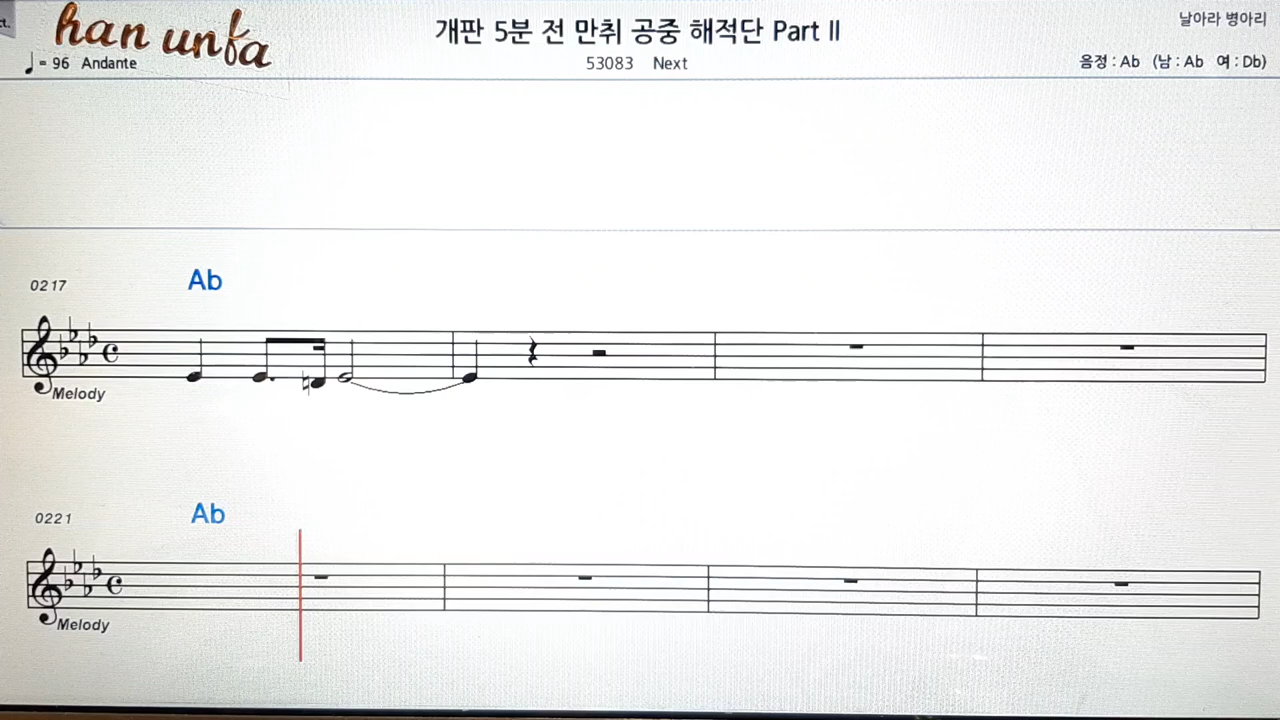 ct.
han unfa
개판 5분 전 만취 공중 해적단 Part II
날아라 병아리
♩= 96 Andante
53083 Next
음정 : Ab (남 : Ab 여 : Db)
0217
Ab
Melody
0221
Ab
Melody